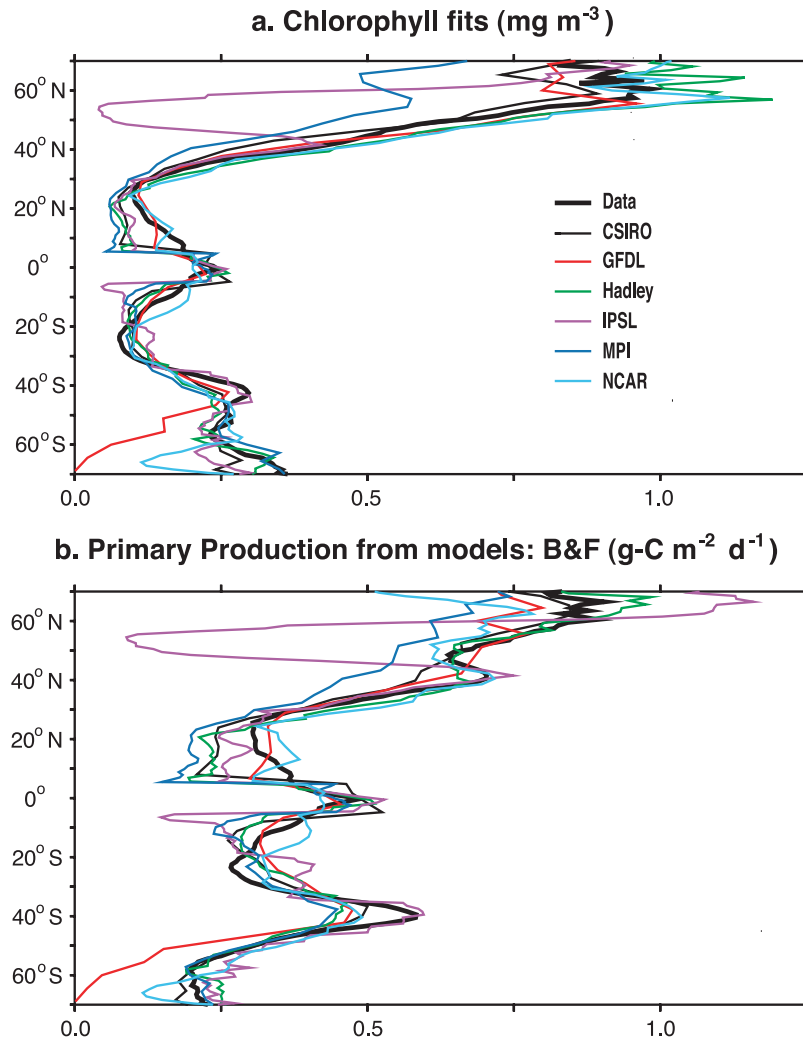 a. Chlorophyll fits (mg m⁻³)
60° N
40° N
20° N
0°
20° S
40° S
60° S
Data
CSIRO
GFDL
Hadley
IPSL
MPI
NCAR
0.0 0.5 1.0
b. Primary Production from models: B&F (g-C m⁻² d⁻¹)
60° N
40° N
20° N
0°
20° S
40° S
60° S
0.0 0.5 1.0